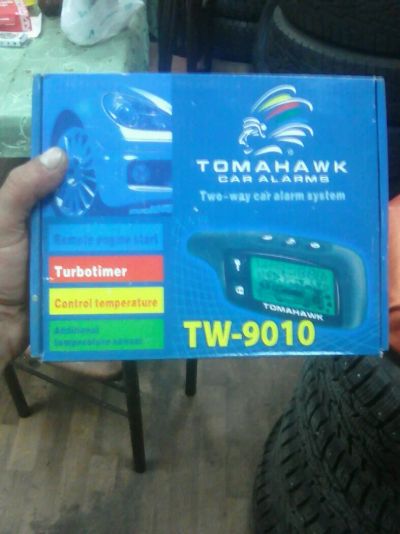 TOMAHAWK
CAR ALARMS
Two-way car alarm system
Remote engine start
Turbotimer
Control temperature
Additional
temperature sensor
TOMAHAWK
TW-9010